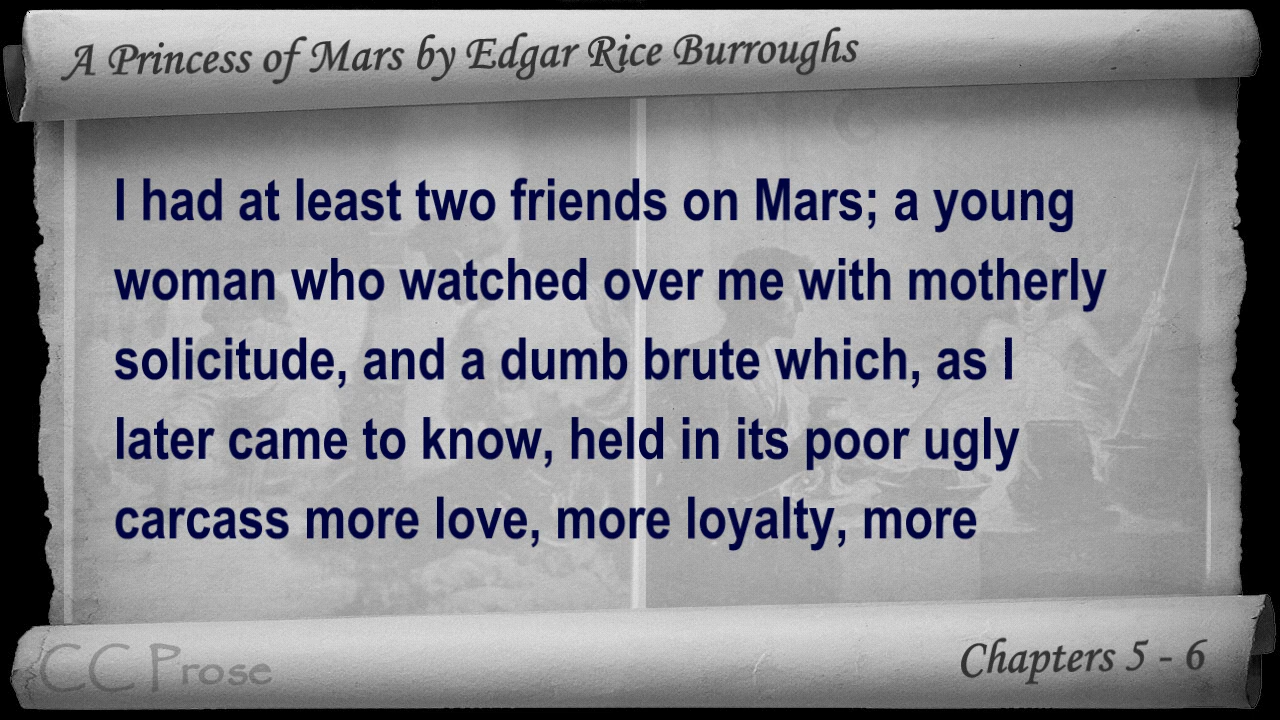 A Princess of Mars by Edgar Rice Burroughs
I had at least two friends on Mars; a young
woman who watched over me with motherly
solicitude, and a dumb brute which, as I
later came to know, held in its poor ugly
carcass more love, more loyalty, more
CC Prose
Chapters 5 - 6